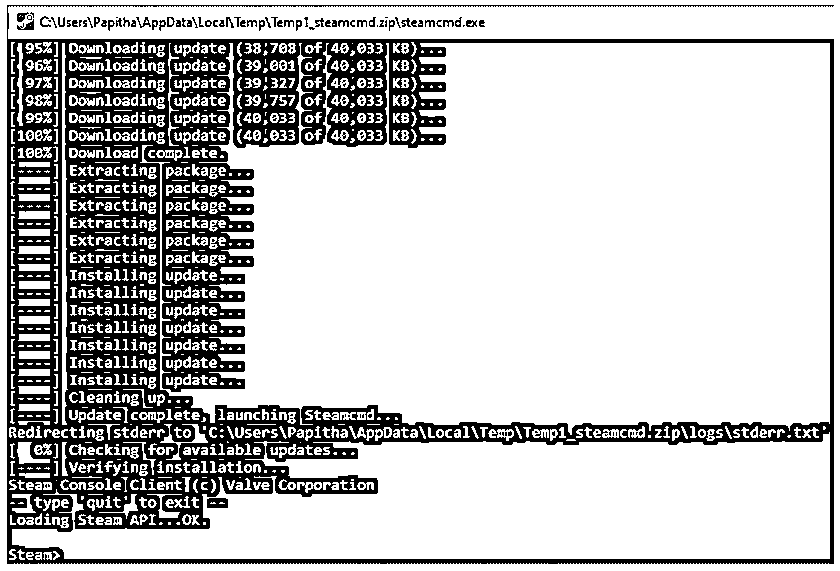 C:\Users\Papitha\AppData\Local\Temp\Temp1_steamcmd.zip\steamcmd.exe
[ 95%] Downloading update (38,708 of 40,033 KB)...
[ 96%] Downloading update (39,001 of 40,033 KB)...
[ 97%] Downloading update (39,327 of 40,033 KB)...
[ 98%] Downloading update (39,757 of 40,033 KB)...
[ 99%] Downloading update (40,033 of 40,033 KB)...
[100%] Downloading update (40,033 of 40,033 KB)...
[100%] Download complete.
[----] Extracting package...
[----] Extracting package...
[----] Extracting package...
[----] Extracting package...
[----] Extracting package...
[----] Extracting package...
[----] Installing update...
[----] Installing update...
[----] Installing update...
[----] Installing update...
[----] Installing update...
[----] Installing update...
[----] Installing update...
[----] Cleaning up...
[----] Update complete, launching Steamcmd...
Redirecting stderr to 'C:\Users\Papitha\AppData\Local\Temp\Temp1_steamcmd.zip\logs\stderr.txt'
[  0%] Checking for available updates...
[----] Verifying installation...
Steam Console Client (c) Valve Corporation
-- type 'quit' to exit --
Loading Steam API...OK.
Steam>